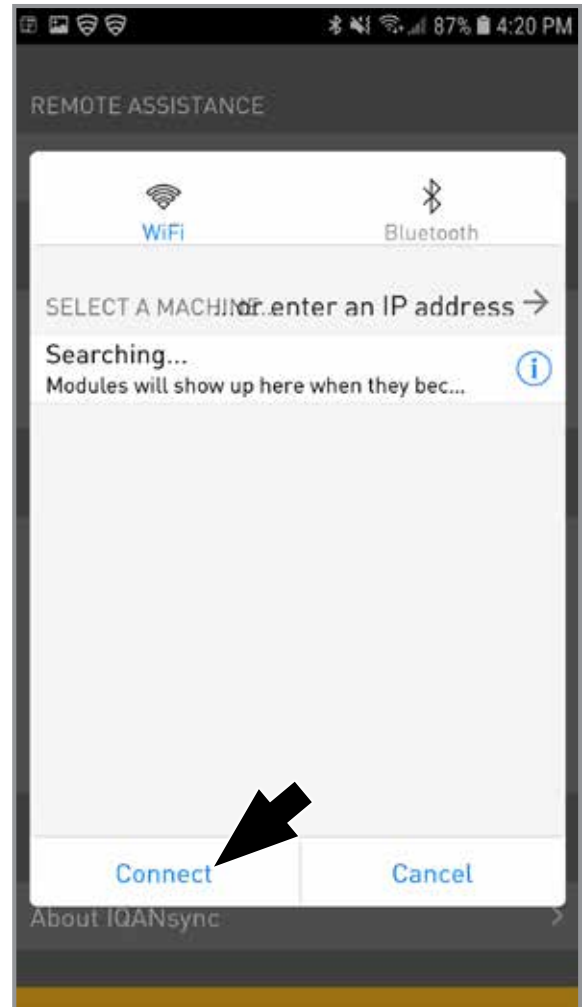 87% 4:20 PM
REMOTE ASSISTANCE
WiFi
Bluetooth
SELECT A MACHINE...
...or enter an IP address
Searching...
Modules will show up here when they bec...
Connect
Cancel
About IQANsync